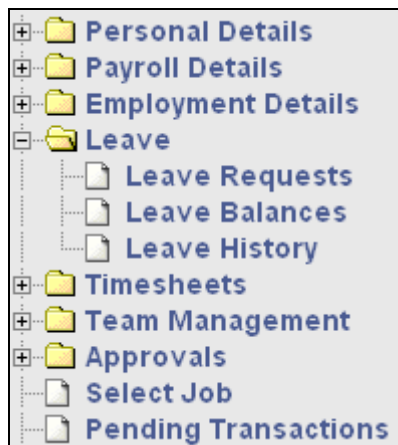 Personal Details
Payroll Details
Employment Details
Leave
Leave Requests
Leave Balances
Leave History
Timesheets
Team Management
Approvals
Select Job
Pending Transactions